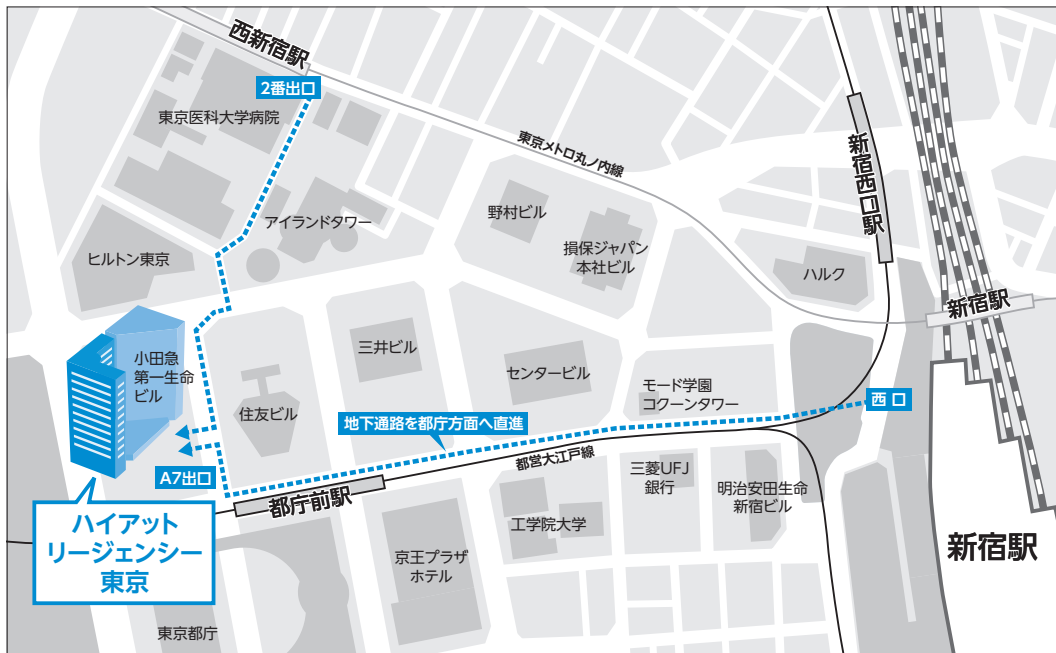 西新宿駅
2番出口
東京医科大学病院
東京メトロ丸ノ内線
新宿西口駅
アイランドタワー
野村ビル
損保ジャパン
本社ビル
ヒルトン東京
ハルク
新宿駅
小田急
第一生命
ビル
三井ビル
センタービル
モード学園
コクーンタワー
住友ビル
西口
地下通路を都庁方面へ直進
A7出口
都庁前駅
都営大江戸線
三菱UFJ
銀行
明治安田生命
新宿ビル
工学院大学
ハイアット
リージェンシー
東京
京王プラザ
ホテル
新宿駅
東京都庁